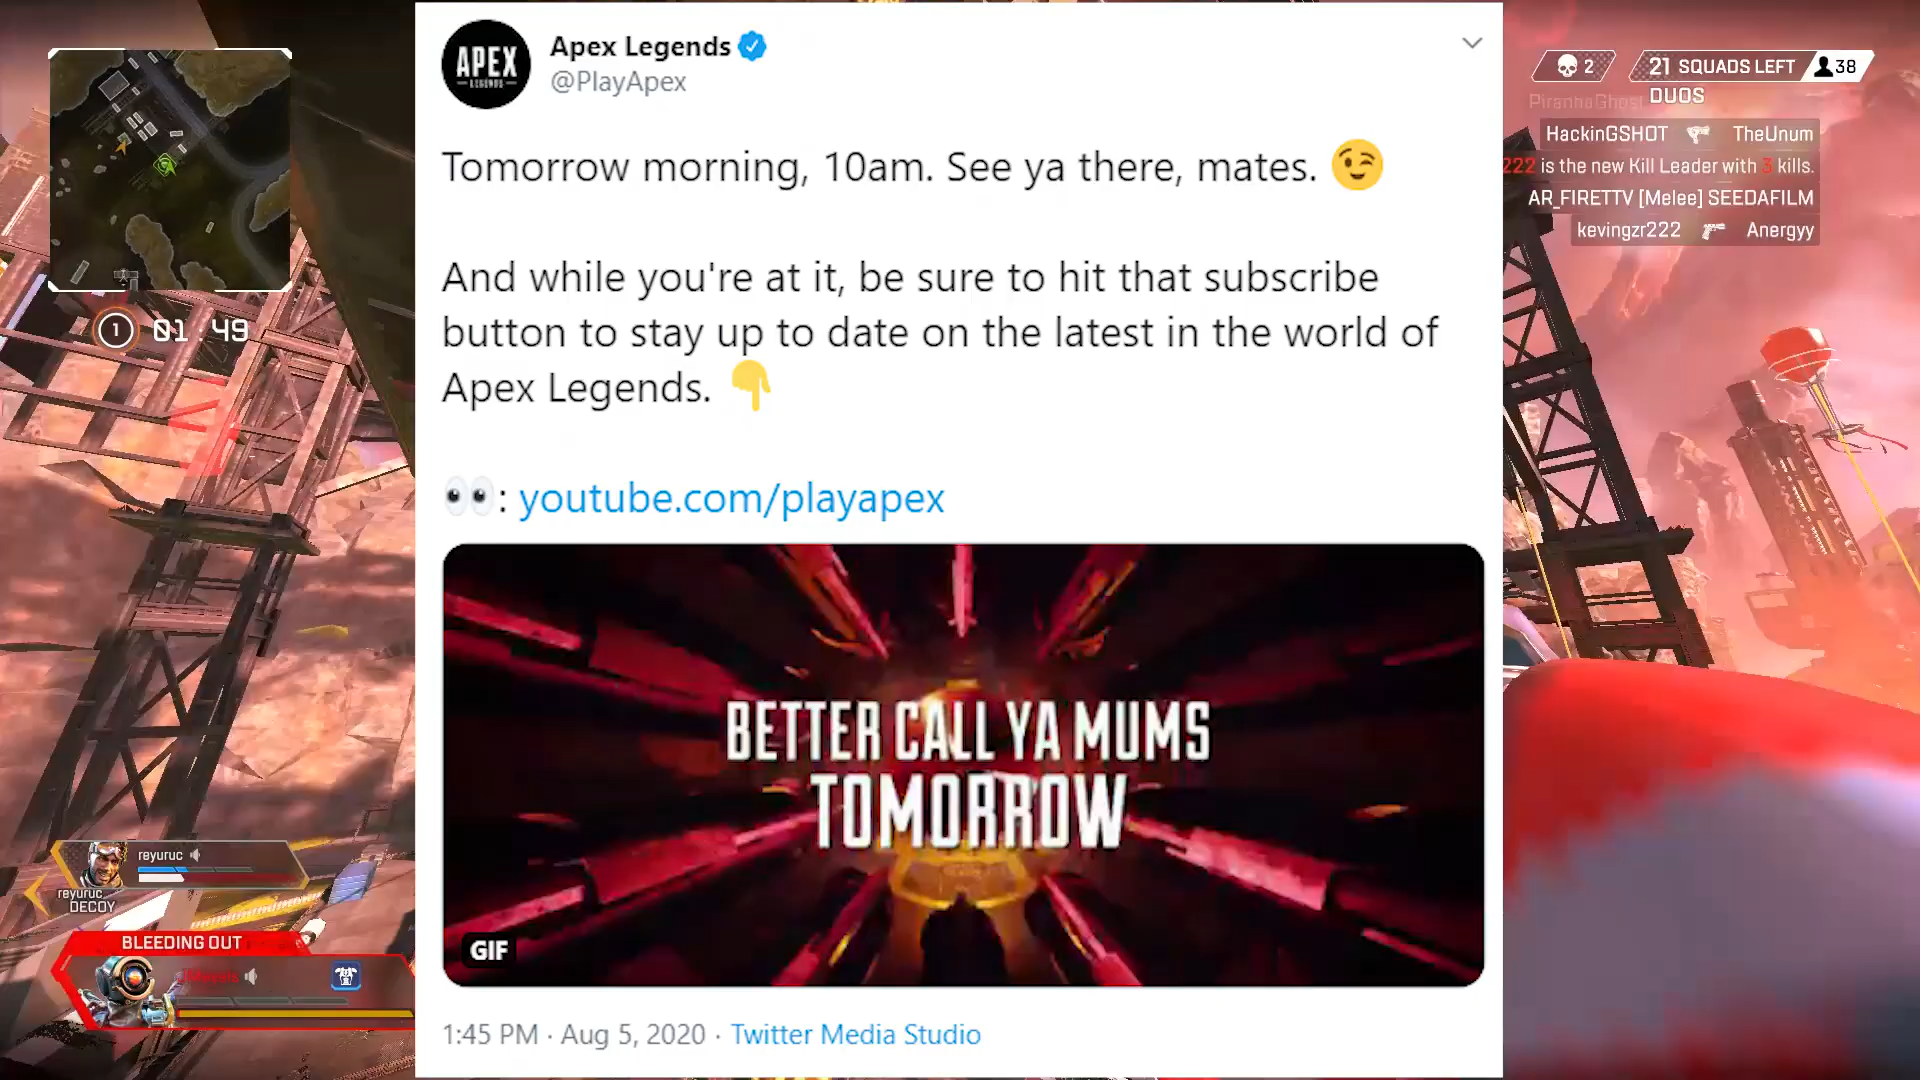 APEX
LEGENDS
Apex Legends
@PlayApex
Tomorrow morning, 10am. See ya there, mates. 😉
And while you're at it, be sure to hit that subscribe
button to stay up to date on the latest in the world of
Apex Legends. 👇
👀: youtube.com/playapex
BETTER CALL YA MUMS
TOMORROW
GIF
1:45 PM · Aug 5, 2020 · Twitter Media Studio
1 01:49
reyuruc
reyuruc
DECOY
BLEEDING OUT
2 21 SQUADS LEFT 38
DUOS
PiranhaGhost
HackinGSHOT TheUnum
222 is the new Kill Leader with 3 kills.
AR_FIRETTV [Melee] SEEDAFILM
kevingzr222 Anergyy